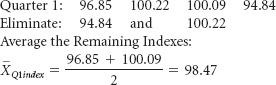 Quarter 1: 96.85 100.22 100.09 94.84
Eliminate: 94.84 and 100.22
Average the Remaining Indexes:
X̄_{Q1index} = \frac{96.85 + 100.09}{2} = 98.47